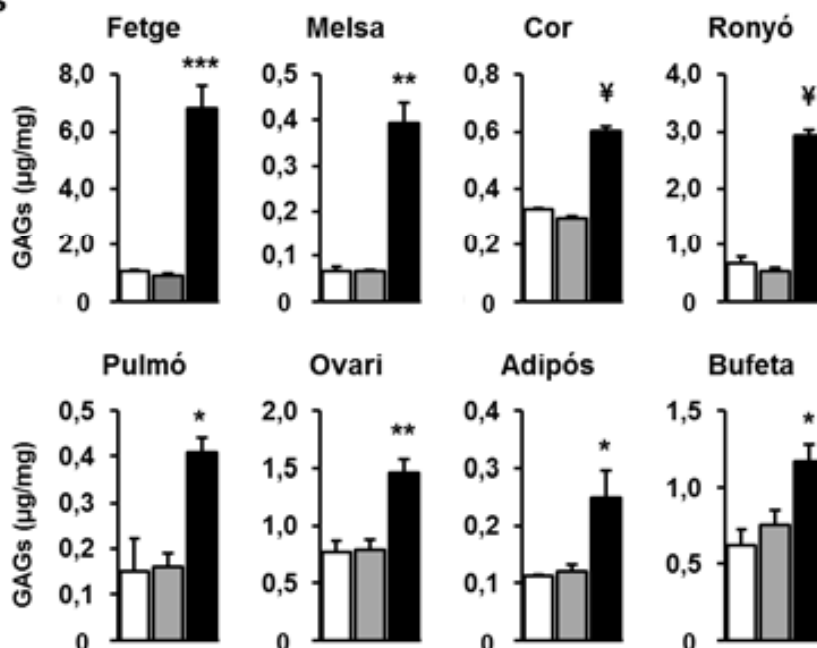 Fetge Melsa Cor Ronyó
*** ** ¥ ¥
8,0 0,5 0,8 4,0
0,4
6,0 0,6 3,0
0,3
4,0 0,4 2,0
0,2
2,0 0,1 0,2 1,0
0 0 0 0
GAGs (µg/mg)
Pulmó Ovari Adipós Bufeta
* ** * *
0,5 2,0 0,4 1,5
0,4 1,5 0,3
0,3 1,0 0,2 1,0
0,2
0,1 0,5 0,1 0,5
0 0 0 0
GAGs (µg/mg)